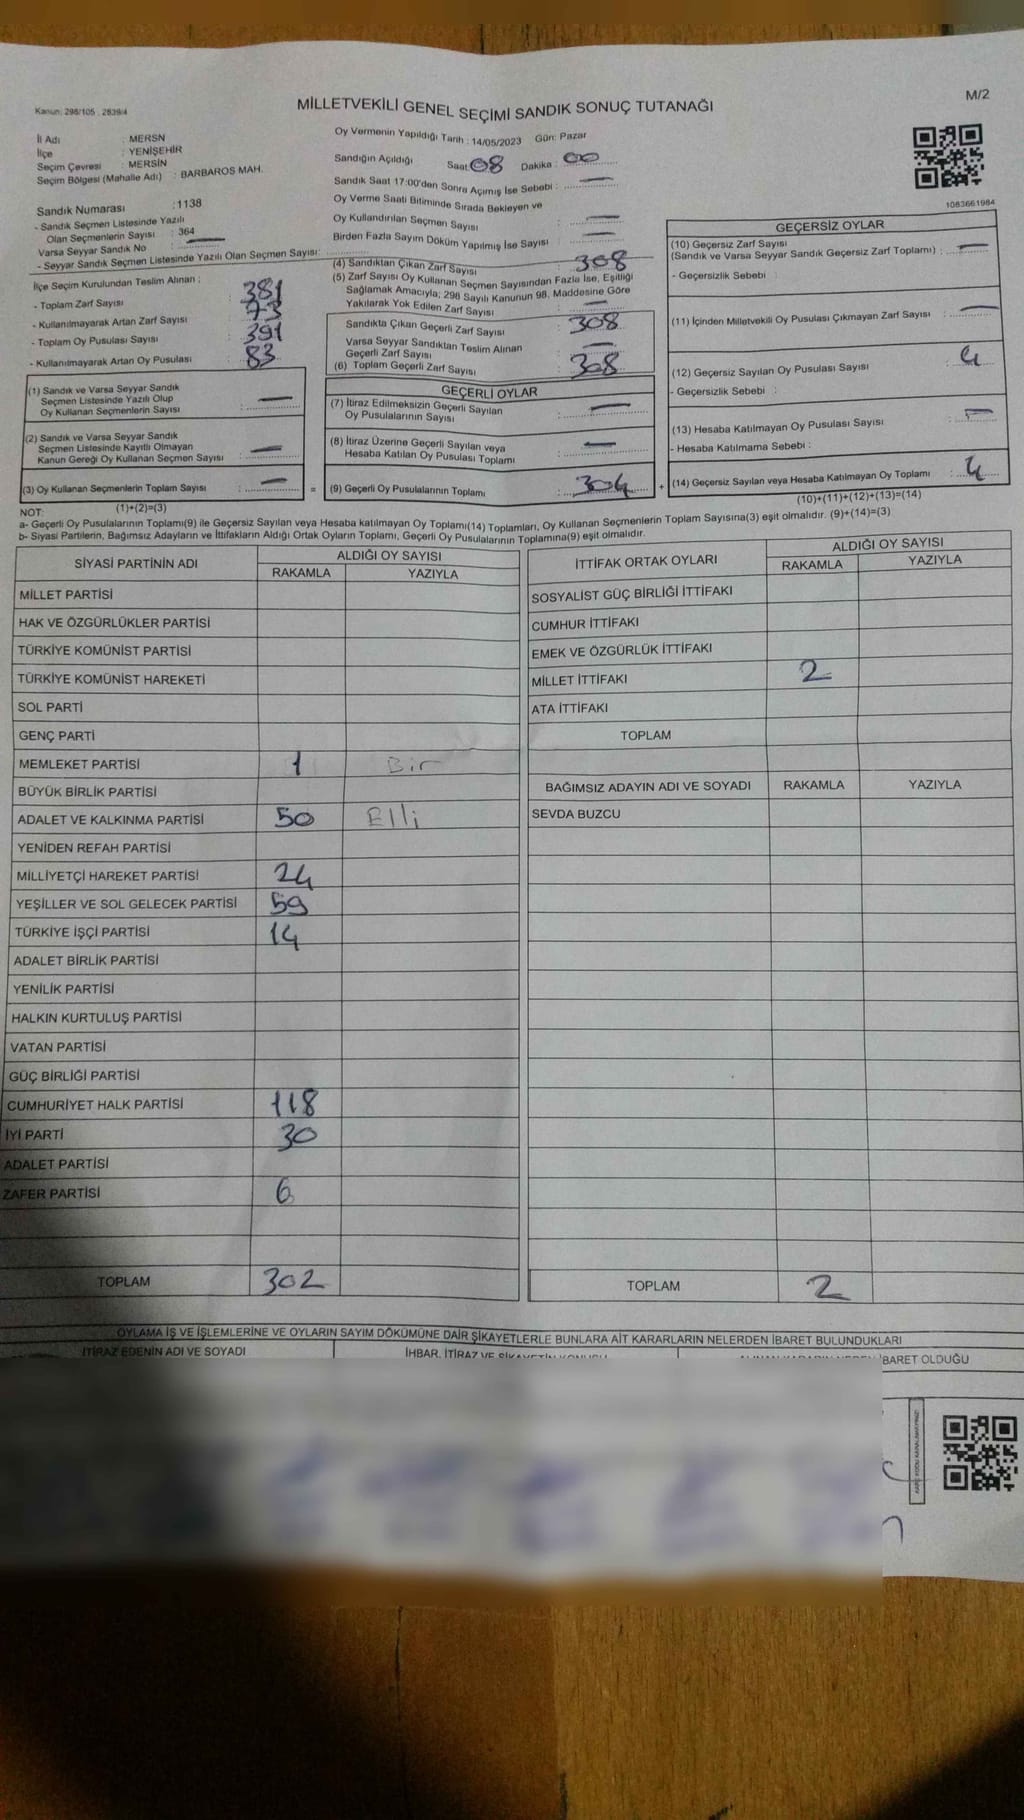 Kanun: 298/105 , 2839/4
MİLLETVEKİLİ GENEL SEÇİMİ SANDIK SONUÇ TUTANAĞI
M/2
İl Adı : MERSN
İlçe : YENİŞEHİR
Seçim Çevresi : MERSİN
Seçim Bölgesi (Mahalle Adı) : BARBAROS MAH.
Sandık Numarası :1138
- Sandık Seçmen Listesinde Yazılı
Olan Seçmenlerin Sayısı : 364
Varsa Seyyar Sandık No : —
- Seyyar Sandık Seçmen Listesinde Yazılı Olan Seçmen Sayısı:
İlçe Seçim Kurulundan Teslim Alınan :
- Toplam Zarf Sayısı : 381
- Kullanılmayarak Artan Zarf Sayısı : 73
- Toplam Oy Pusulası Sayısı : 391
- Kullanılmayarak Artan Oy Pusulası : 83
(1) Sandık ve Varsa Seyyar Sandık
Seçmen Listesinde Yazılı Olup
Oy Kullanan Seçmenlerin Sayısı : —
(2) Sandık ve Varsa Seyyar Sandık
Seçmen Listesinde Kayıtlı Olmayan
Kanun Gereği Oy Kullanan Seçmen Sayısı : —
(3) Oy Kullanan Seçmenlerin Toplam Sayısı : —
(1)+(2)=(3)
Oy Vermenin Yapıldığı Tarih : 14/05/2023 Gün: Pazar
Sandığın Açıldığı Saat 08 Dakika : 00
Sandık Saat 17:00'den Sonra Açımış İse Sebebi : —
Oy Verme Saati Bitiminde Sırada Bekleyen ve
Oy Kullandırılan Seçmen Sayısı : —
Birden Fazla Sayım Döküm Yapılmış İse Sayısı : —
(4) Sandıktan Çıkan Zarf Sayısı : 308
(5) Zarf Sayısı Oy Kullanan Seçmen Sayısından Fazla İse, Eşitliği
Sağlamak Amacıyla; 298 Sayılı Kanunun 98. Maddesine Göre
Yakılarak Yok Edilen Zarf Sayısı : —
Sandıkta Çıkan Geçerli Zarf Sayısı : 308
Varsa Seyyar Sandıktan Teslim Alınan
Geçerli Zarf Sayısı : —
(6) Toplam Geçerli Zarf Sayısı : 308
GEÇERLİ OYLAR
(7) İtiraz Edilmeksizin Geçerli Sayılan
Oy Pusulalarının Sayısı : —
(8) İtiraz Üzerine Geçerli Sayılan veya
Hesaba Katılan Oy Pusulası Toplamı : —
= (9) Geçerli Oy Pusulalarının Toplamı : 304 +
1083661984
GEÇERSİZ OYLAR
(10) Geçersiz Zarf Sayısı
(Sandık ve Varsa Seyyar Sandık Geçersiz Zarf Toplamı) : —
- Geçersizlik Sebebi :
(11) İçinden Milletvekili Oy Pusulası Çıkmayan Zarf Sayısı : —
(12) Geçersiz Sayılan Oy Pusulası Sayısı : 4
- Geçersizlik Sebebi :
(13) Hesaba Katılmayan Oy Pusulası Sayısı : —
- Hesaba Katılmama Sebebi :
(14) Geçersiz Sayılan veya Hesaba Katılmayan Oy Toplamı : 4
(10)+(11)+(12)+(13)=(14)
NOT:
a- Geçerli Oy Pusulalarının Toplamı(9) ile Geçersiz Sayılan veya Hesaba katılmayan Oy Toplamı(14) Toplamları, Oy Kullanan Seçmenlerin Toplam Sayısına(3) eşit olmalıdır. (9)+(14)=(3)
b- Siyasi Partilerin, Bağımsız Adayların ve İttifakların Aldığı Ortak Oyların Toplamı, Geçerli Oy Pusulalarının Toplamına(9) eşit olmalıdır.
SİYASİ PARTİNİN ADI ALDIĞI OY SAYISI
RAKAMLA YAZIYLA
MİLLET PARTİSİ
HAK VE ÖZGÜRLÜKLER PARTİSİ
TÜRKİYE KOMÜNİST PARTİSİ
TÜRKİYE KOMÜNİST HAREKETİ
SOL PARTİ
GENÇ PARTİ
MEMLEKET PARTİSİ 1 Bir
BÜYÜK BİRLİK PARTİSİ
ADALET VE KALKINMA PARTİSİ 50 Elli
YENİDEN REFAH PARTİSİ
MİLLİYETÇİ HAREKET PARTİSİ 24
YEŞİLLER VE SOL GELECEK PARTİSİ 59
TÜRKİYE İŞÇİ PARTİSİ 14
ADALET BİRLİK PARTİSİ
YENİLİK PARTİSİ
HALKIN KURTULUŞ PARTİSİ
VATAN PARTİSİ
GÜÇ BİRLİĞİ PARTİSİ
CUMHURİYET HALK PARTİSİ 118
İYİ PARTİ 30
ADALET PARTİSİ
ZAFER PARTİSİ 6
TOPLAM 302
İTTİFAK ORTAK OYLARI ALDIĞI OY SAYISI
RAKAMLA YAZIYLA
SOSYALİST GÜÇ BİRLİĞİ İTTİFAKI
CUMHUR İTTİFAKI
EMEK VE ÖZGÜRLÜK İTTİFAKI
MİLLET İTTİFAKI 2
ATA İTTİFAKI
TOPLAM
BAĞIMSIZ ADAYIN ADI VE SOYADI RAKAMLA YAZIYLA
SEVDA BUZCU
TOPLAM 2
OYLAMA İŞ VE İŞLEMLERİNE VE OYLARIN SAYIM DÖKÜMÜNE DAİR ŞİKAYETLERLE BUNLARA AİT KARARLARIN NELERDEN İBARET BULUNDUKLARI
İTİRAZ EDENİN ADI VE SOYADI İHBAR, İTİRAZ VE ŞİKAYETİN KONUSU İBARET OLDUĞU